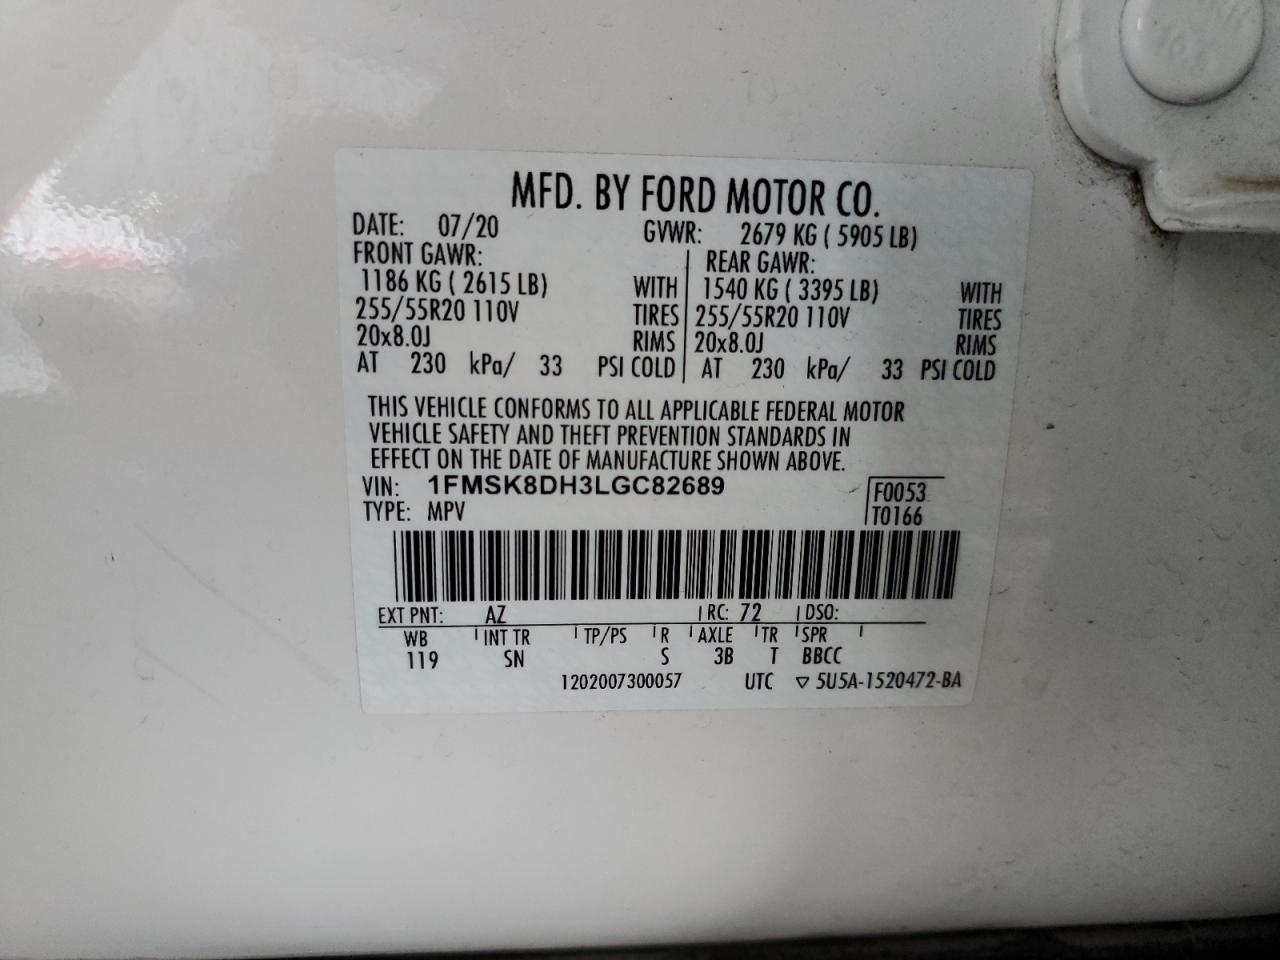 MFD. BY FORD MOTOR CO.
DATE: 07/20 GVWR: 2679 KG ( 5905 LB)
FRONT GAWR: REAR GAWR:
1186 KG ( 2615 LB) WITH 1540 KG ( 3395 LB) WITH
255/55R20 110V TIRES 255/55R20 110V TIRES
20x8.0J RIMS 20x8.0J RIMS
AT 230 kPa/ 33 PSI COLD AT 230 kPa/ 33 PSI COLD
THIS VEHICLE CONFORMS TO ALL APPLICABLE FEDERAL MOTOR
VEHICLE SAFETY AND THEFT PREVENTION STANDARDS IN
EFFECT ON THE DATE OF MANUFACTURE SHOWN ABOVE.
VIN: 1FMSK8DH3LGC82689 F0053
TYPE: MPV T0166
EXT PNT: AZ RC: 72 DSO:
WB INT TR TP/PS R AXLE TR SPR
119 SN S 3B T BBCC
1202007300057 UTC ▽ 5U5A-1520472-BA